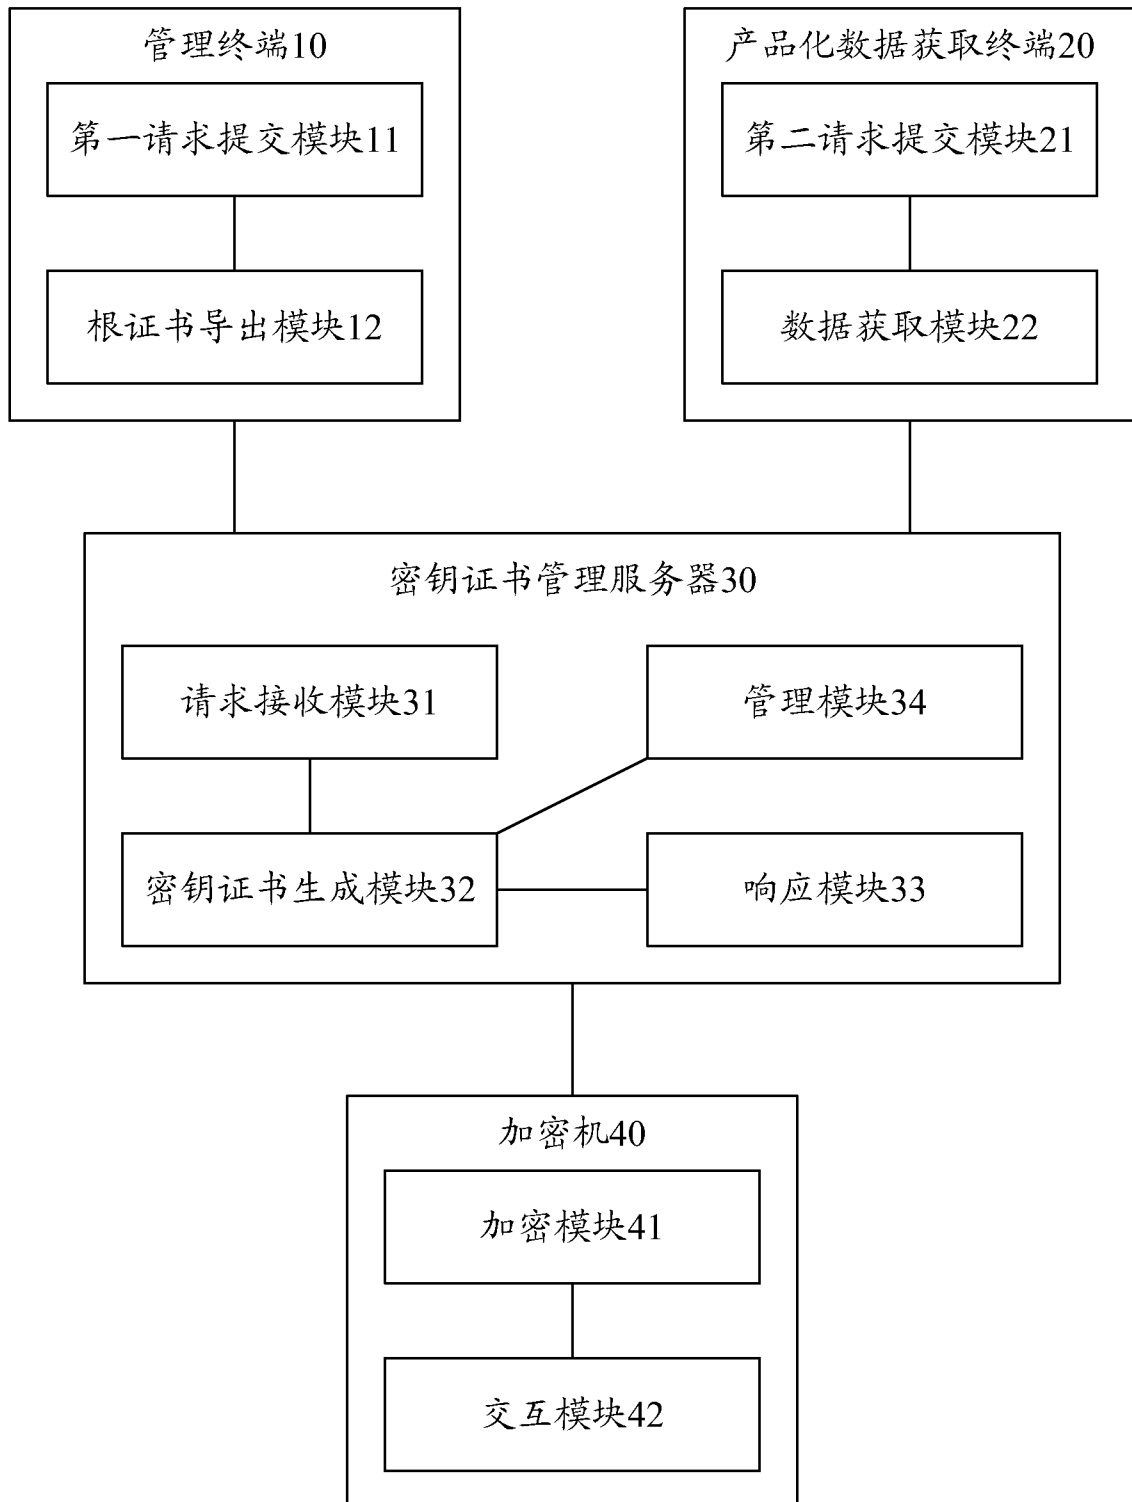 管理终端10
第一请求提交模块11
根证书导出模块12
产品化数据获取终端20
第二请求提交模块21
数据获取模块22
密钥证书管理服务器30
请求接收模块31
管理模块34
密钥证书生成模块32
响应模块33
加密机40
加密模块41
交互模块42